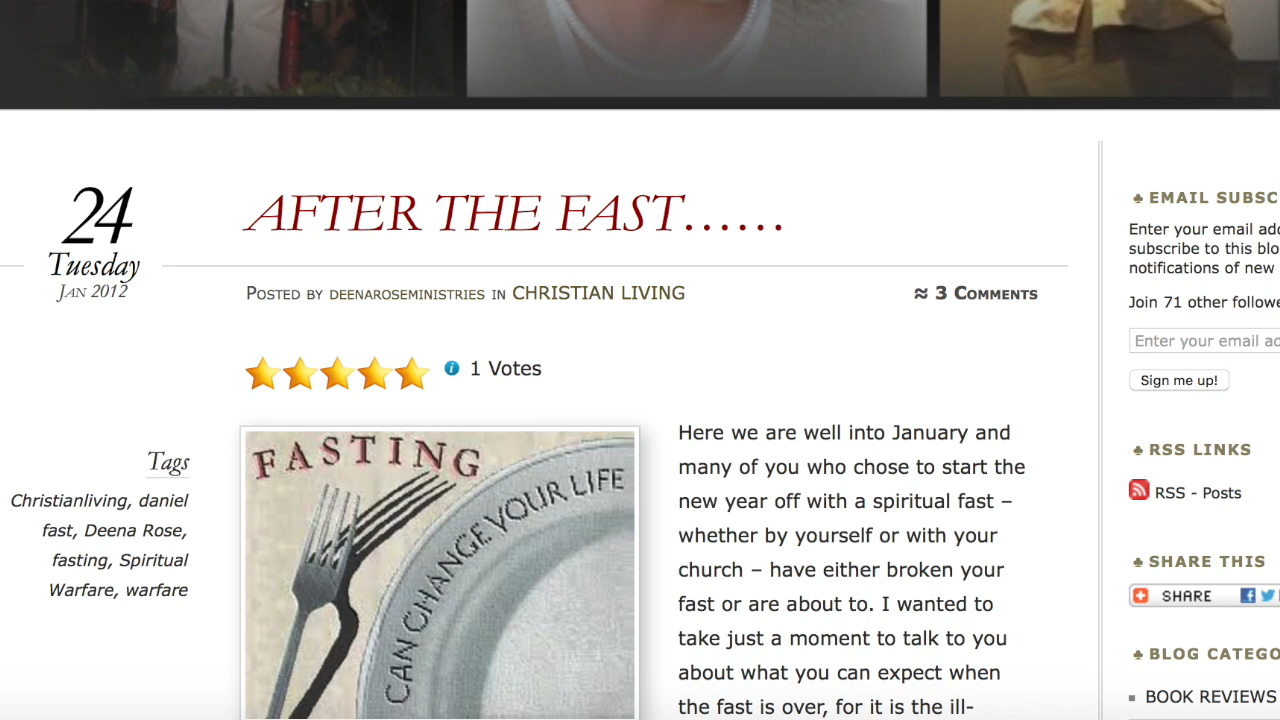 24
Tuesday
JAN 2012
AFTER THE FAST……
POSTED BY DEENAROSEMINISTRIES IN CHRISTIAN LIVING
≈ 3 COMMENTS
1 Votes
Tags
Christianliving, daniel
fast, Deena Rose,
fasting, Spiritual
Warfare, warfare
FASTING
CAN CHANGE YOUR LIFE
Here we are well into January and
many of you who chose to start the
new year off with a spiritual fast –
whether by yourself or with your
church – have either broken your
fast or are about to. I wanted to
take just a moment to talk to you
about what you can expect when
the fast is over, for it is the ill-
♣ EMAIL SUBSC
Enter your email add
subscribe to this blo
notifications of new
Join 71 other followe
Enter your email ad
Sign me up!
♣ RSS LINKS
RSS - Posts
♣ SHARE THIS
SHARE
♣ BLOG CATEGO
BOOK REVIEWS